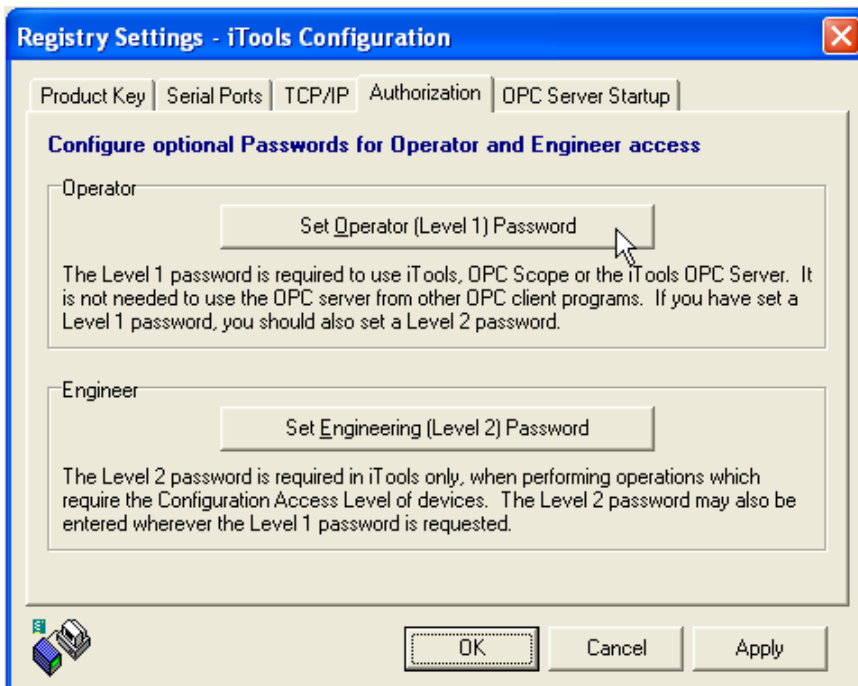 Registry Settings - iTools Configuration
Product Key Serial Ports TCP/IP Authorization OPC Server Startup
Configure optional Passwords for Operator and Engineer access
Operator
Set Operator (Level 1) Password
The Level 1 password is required to use iTools, OPC Scope or the iTools OPC Server. It
is not needed to use the OPC server from other OPC client programs. If you have set a
Level 1 password, you should also set a Level 2 password.
Engineer
Set Engineering (Level 2) Password
The Level 2 password is required in iTools only, when performing operations which
require the Configuration Access Level of devices. The Level 2 password may also be
entered wherever the Level 1 password is requested.
OK Cancel Apply